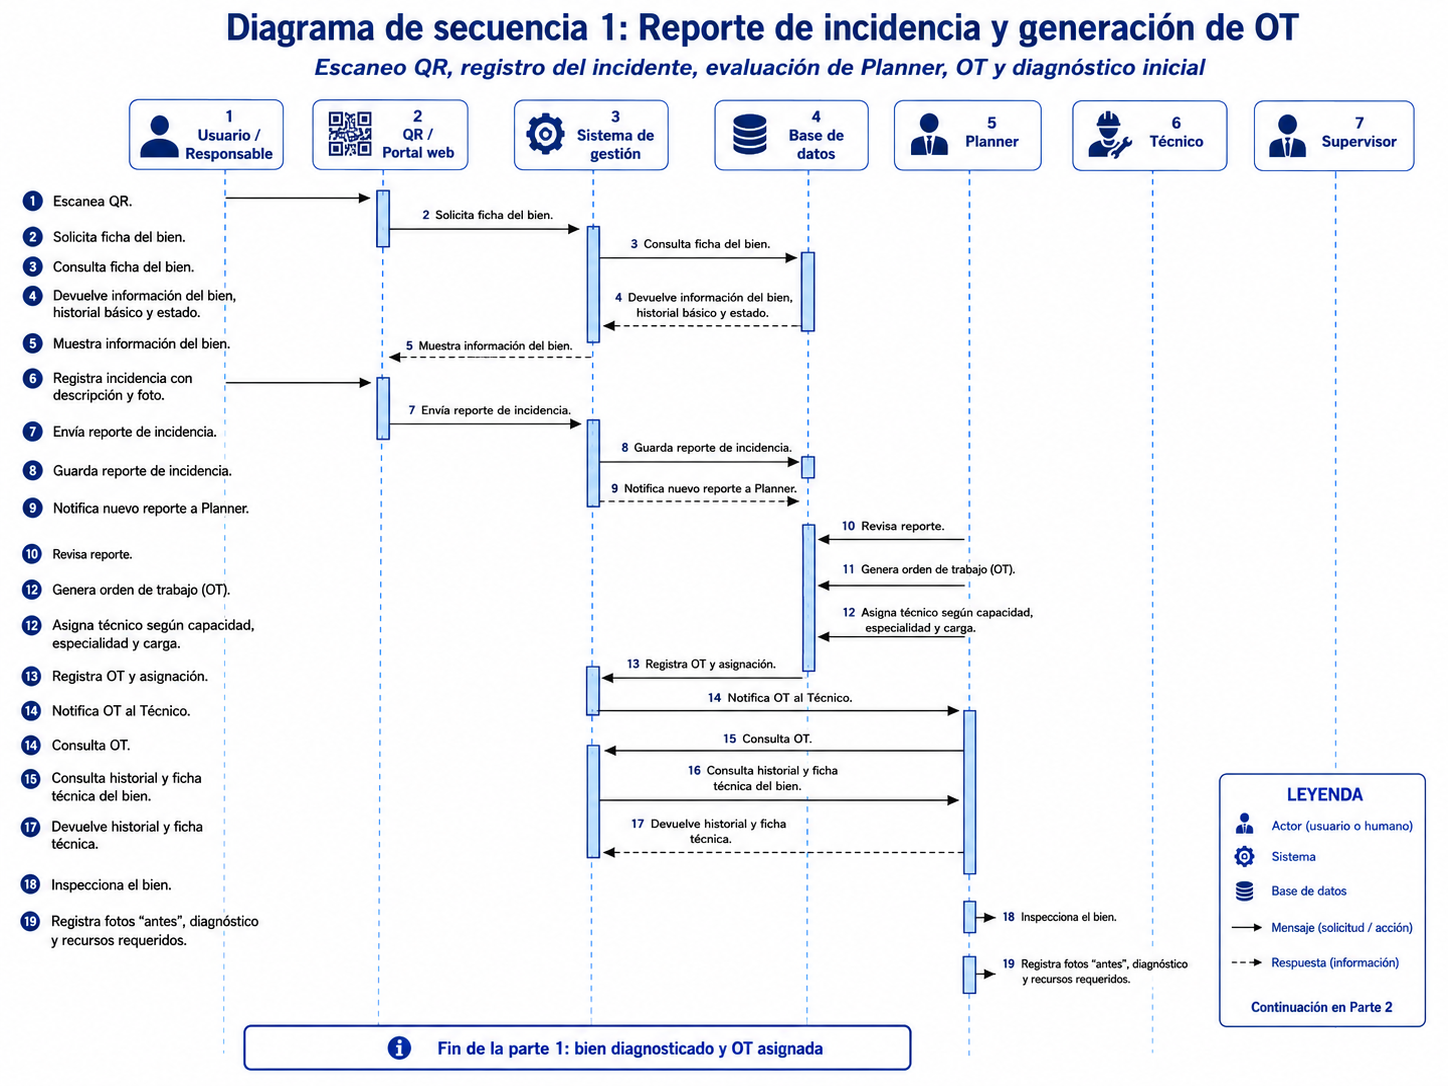 Diagrama de secuencia 1: Reporte de incidencia y generación de OT
Escaneo QR, registro del incidente, evaluación de Planner, OT y diagnóstico inicial
1
Usuario /
Responsable
2
QR /
Portal web
3
Sistema de
gestión
4
Base de
datos
5
Planner
6
Técnico
7
Supervisor
1 Escanea QR.
2 Solicita ficha del bien.
3 Consulta ficha del bien.
4 Devuelve información del bien,
historial básico y estado.
5 Muestra información del bien.
6 Registra incidencia con
descripción y foto.
7 Envía reporte de incidencia.
8 Guarda reporte de incidencia.
9 Notifica nuevo reporte a Planner.
10 Revisa reporte.
12 Genera orden de trabajo (OT).
12 Asigna técnico según capacidad,
especialidad y carga.
13 Registra OT y asignación.
14 Notifica OT al Técnico.
14 Consulta OT.
15 Consulta historial y ficha
técnica del bien.
17 Devuelve historial y ficha
técnica.
18 Inspecciona el bien.
19 Registra fotos “antes”, diagnóstico
y recursos requeridos.
2 Solicita ficha del bien.
3 Consulta ficha del bien.
4 Devuelve información del bien,
historial básico y estado.
5 Muestra información del bien.
7 Envía reporte de incidencia.
8 Guarda reporte de incidencia.
9 Notifica nuevo reporte a Planner.
10 Revisa reporte.
11 Genera orden de trabajo (OT).
12 Asigna técnico según capacidad,
especialidad y carga.
13 Registra OT y asignación.
14 Notifica OT al Técnico.
15 Consulta OT.
16 Consulta historial y ficha
técnica del bien.
17 Devuelve historial y ficha
técnica.
18 Inspecciona el bien.
19 Registra fotos “antes”, diagnóstico
y recursos requeridos.
LEYENDA
Actor (usuario o humano)
Sistema
Base de datos
Mensaje (solicitud / acción)
Respuesta (información)
Continuación en Parte 2
Fin de la parte 1: bien diagnosticado y OT asignada